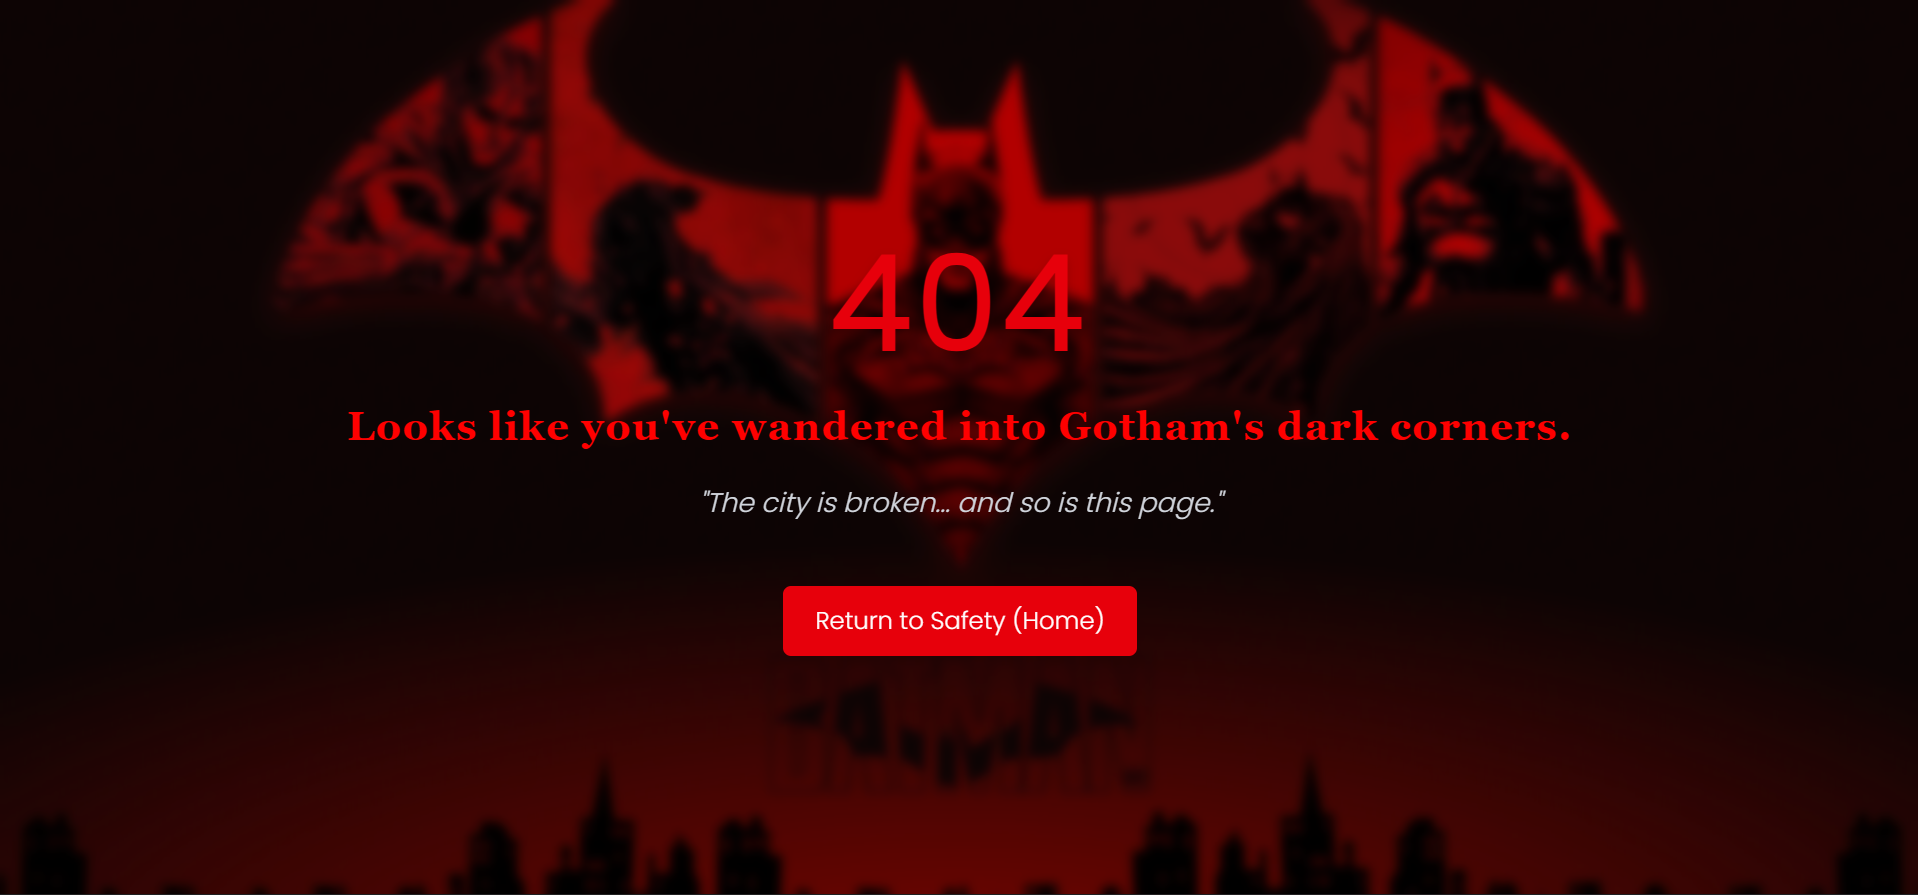 404
Looks like you've wandered into Gotham's dark corners.
"The city is broken... and so is this page."
Return to Safety (Home)